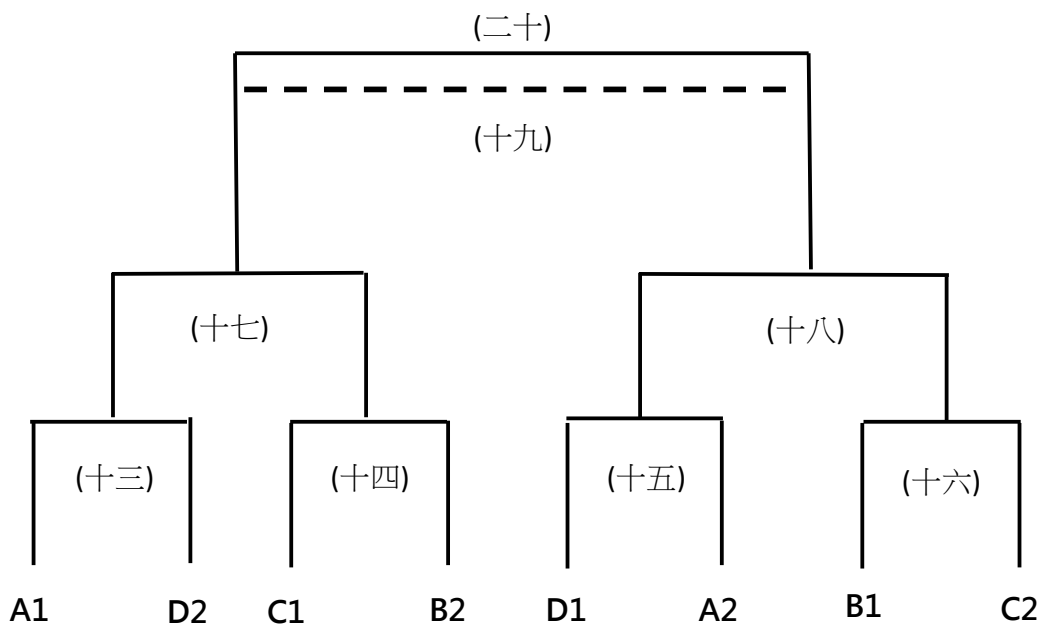 (二十)
(十九)
(十七) (十八)
(十三) (十四) (十五) (十六)
A1 D2 C1 B2 D1 A2 B1 C2